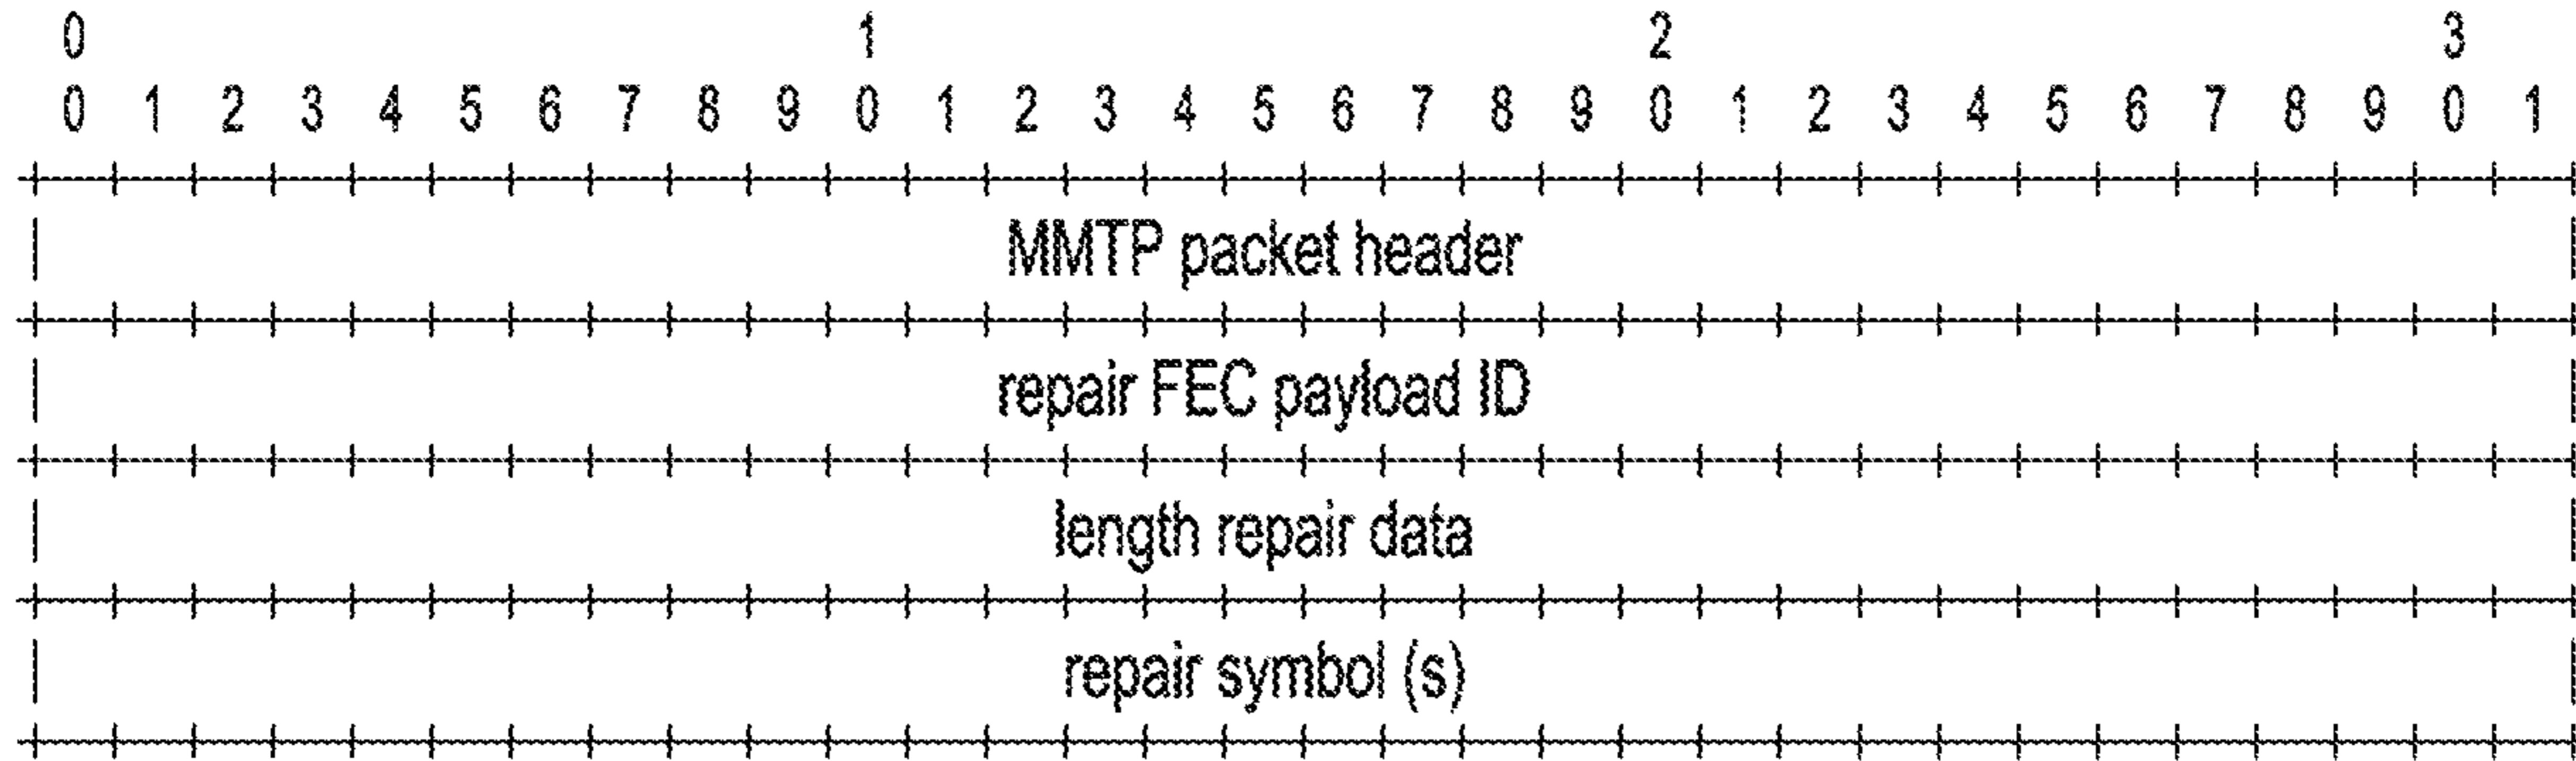 0 1 2 3
0 1 2 3 4 5 6 7 8 9 0 1 2 3 4 5 6 7 8 9 0 1 2 3 4 5 6 7 8 9 0 1
MMTP packet header
repair FEC payload ID
length repair data
repair symbol (s)